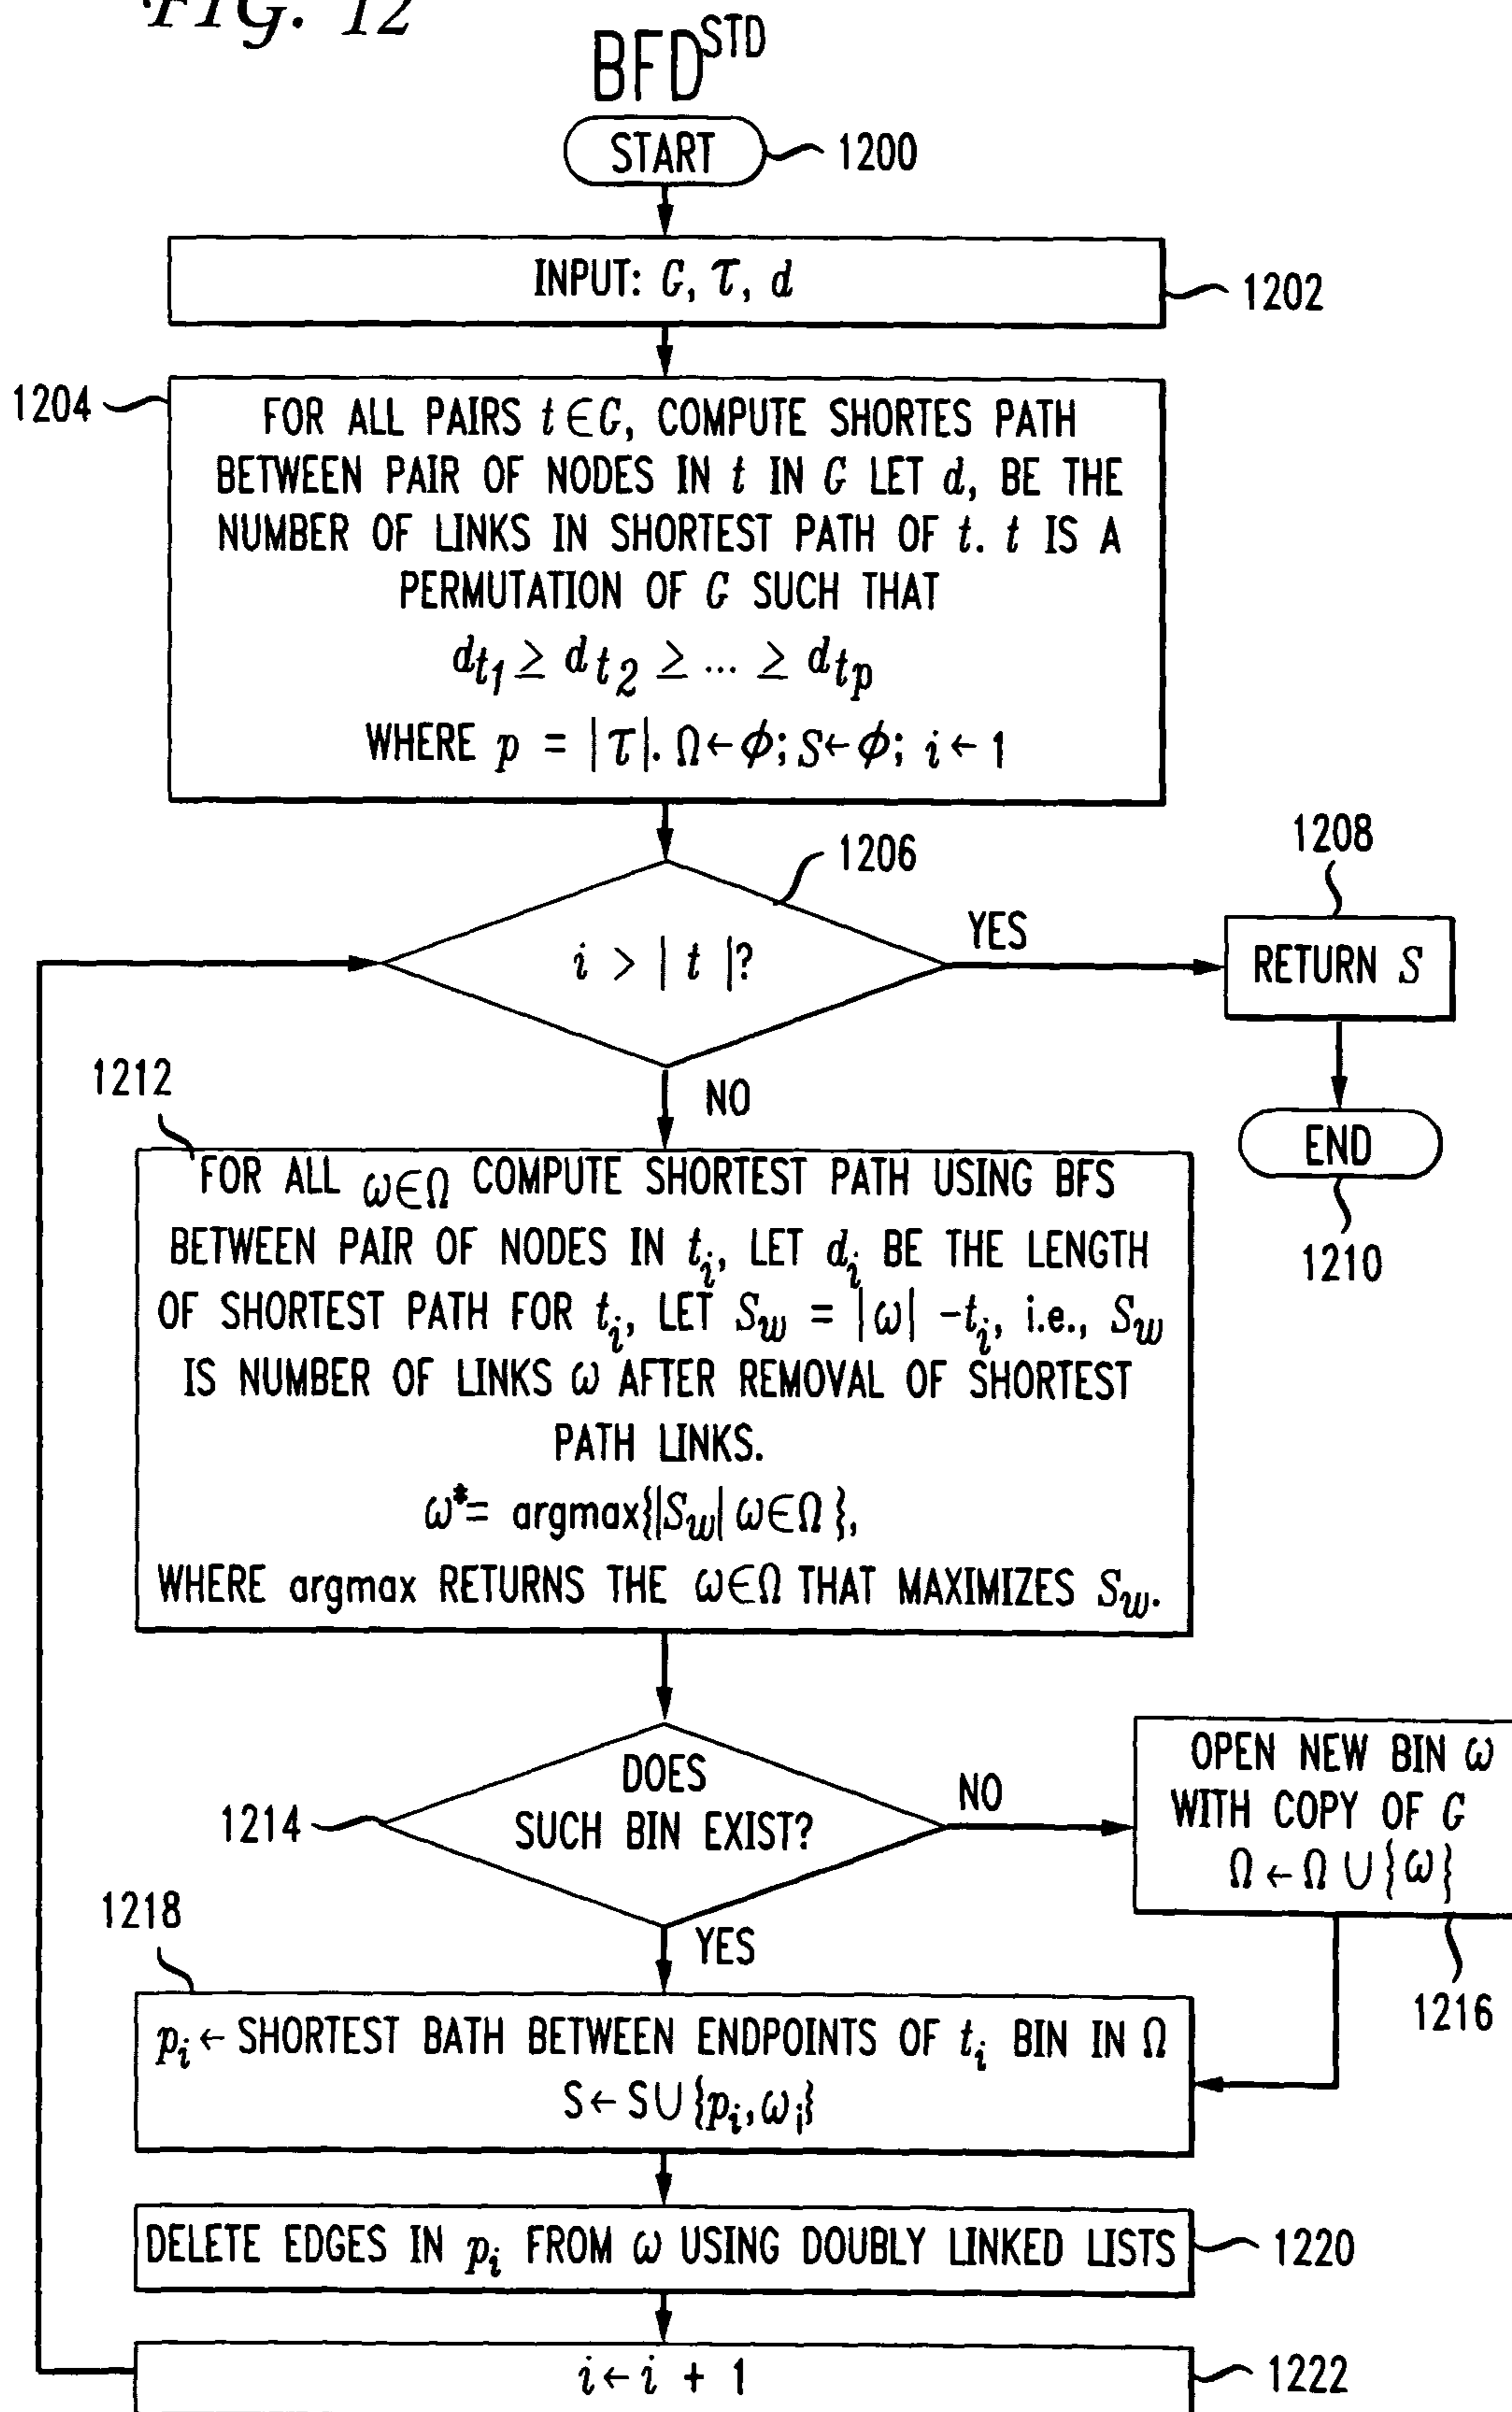 FIG. 12
BFD^STD
START
1200
INPUT: G, τ, d
1202
1204
FOR ALL PAIRS t∈G, COMPUTE SHORTES PATH
BETWEEN PAIR OF NODES IN t IN G LET d, BE THE
NUMBER OF LINKS IN SHORTEST PATH OF t. t IS A
PERMUTATION OF G SUCH THAT
d_t1 ≥ d_t2 ≥ ... ≥ d_tp
WHERE p = |τ|. Ω←ϕ; S←ϕ; i ← 1
1206
i > | t |?
YES
1208
RETURN S
END
1210
NO
1212
FOR ALL ω∈Ω COMPUTE SHORTEST PATH USING BFS
BETWEEN PAIR OF NODES IN t_i, LET d_i BE THE LENGTH
OF SHORTEST PATH FOR t_i, LET S_w = |ω| -t_i, i.e., S_w
IS NUMBER OF LINKS ω AFTER REMOVAL OF SHORTEST
PATH LINKS.
ω*= argmax{|S_w| ω∈Ω },
WHERE argmax RETURNS THE ω∈Ω THAT MAXIMIZES S_w.
1214
DOES
SUCH BIN EXIST?
NO
OPEN NEW BIN ω
WITH COPY OF G
Ω ← Ω ∪ {ω}
1216
YES
1218
p_i ← SHORTEST BATH BETWEEN ENDPOINTS OF t_i BIN IN Ω
S ← S∪ {p_i, ω_i}
DELETE EDGES IN p_i FROM ω USING DOUBLY LINKED LISTS
1220
i ← i + 1
1222